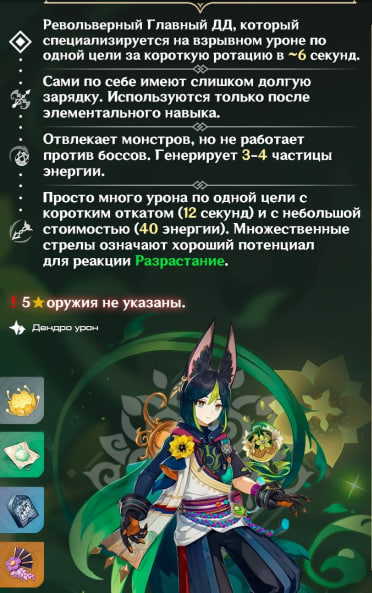 Револьверный Главный ДД, который
специализируется на взрывном уроне по
одной цели за короткую ротацию в ~6 секунд.
Сами по себе имеют слишком долгую
зарядку. Используются только после
элементального навыка.
Отвлекает монстров, но не работает
против боссов. Генерирует 3-4 частицы
энергии.
Просто много урона по одной цели с
коротким откатом (12 секунд) и с небольшой
стоимостью (40 энергии). Множественные
стрелы означают хороший потенциал
для реакции Разрастание.
! 5★оружия не указаны.
Дендро урон